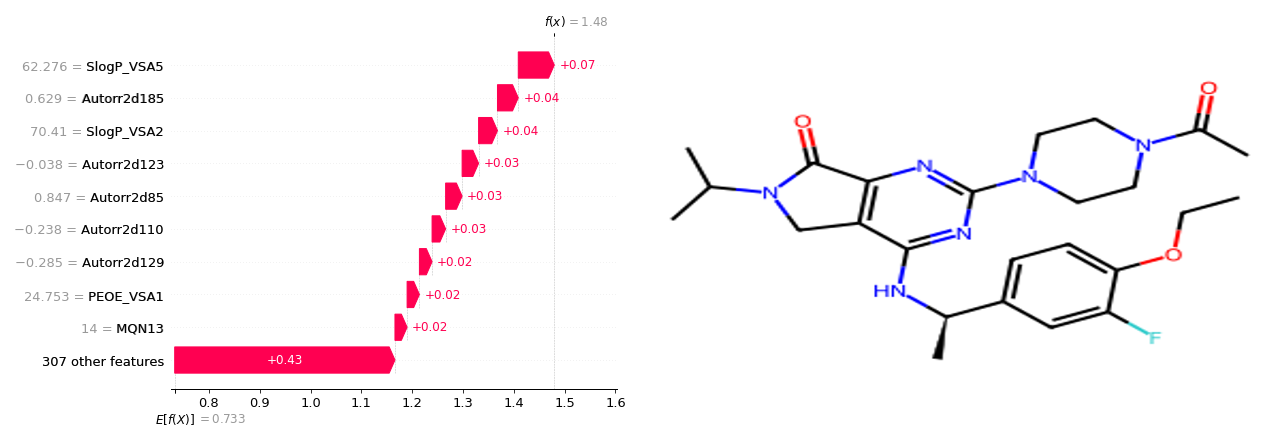 f(x) = 1.48
62.276 = SlogP_VSA5 +0.07
0.629 = Autorr2d185 +0.04
70.41 = SlogP_VSA2 +0.04
−0.038 = Autorr2d123 +0.03
0.847 = Autorr2d85 +0.03
−0.238 = Autorr2d110 +0.03
−0.285 = Autorr2d129 +0.02
24.753 = PEOE_VSA1 +0.02
14 = MQN13 +0.02
307 other features +0.43
0.8 0.9 1.0 1.1 1.2 1.3 1.4 1.5 1.6
E[f(X)] = 0.733
O
O
N
N
N
N
N
HN
O
F